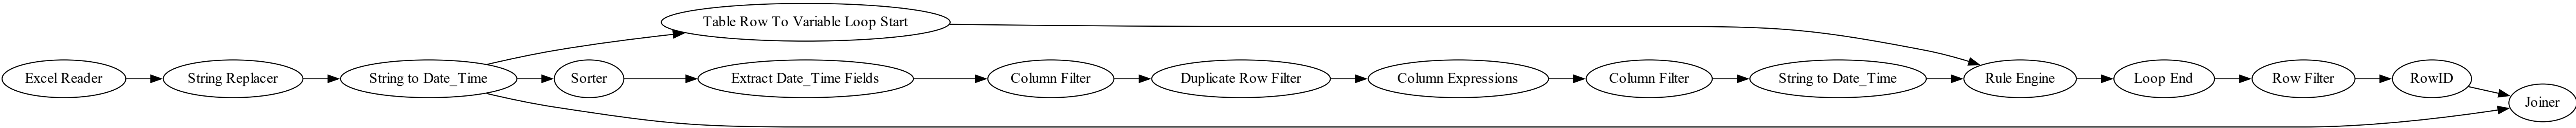 Table Row To Variable Loop Start
Excel Reader
String Replacer
String to Date_Time
Sorter
Extract Date_Time Fields
Column Filter
Duplicate Row Filter
Column Expressions
Column Filter
String to Date_Time
Rule Engine
Loop End
Row Filter
RowID
Joiner